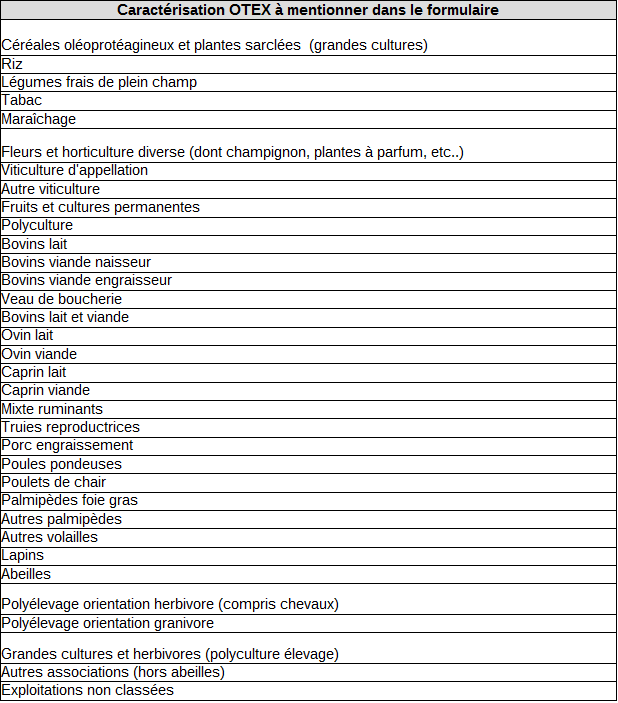 Caractérisation OTEX à mentionner dans le formulaire
Céréales oléoprotéagineux et plantes sarclées  (grandes cultures)
Riz
Légumes frais de plein champ
Tabac
Maraîchage
Fleurs et horticulture diverse (dont champignon, plantes à parfum, etc..)
Viticulture d'appellation
Autre viticulture
Fruits et cultures permanentes
Polyculture
Bovins lait
Bovins viande naisseur
Bovins viande engraisseur
Veau de boucherie
Bovins lait et viande
Ovin lait
Ovin viande
Caprin lait
Caprin viande
Mixte ruminants
Truies reproductrices
Porc engraissement
Poules pondeuses
Poulets de chair
Palmipèdes foie gras
Autres palmipèdes
Autres volailles
Lapins
Abeilles
Polyélevage orientation herbivore (compris chevaux)
Polyélevage orientation granivore
Grandes cultures et herbivores (polyculture élevage)
Autres associations (hors abeilles)
Exploitations non classées